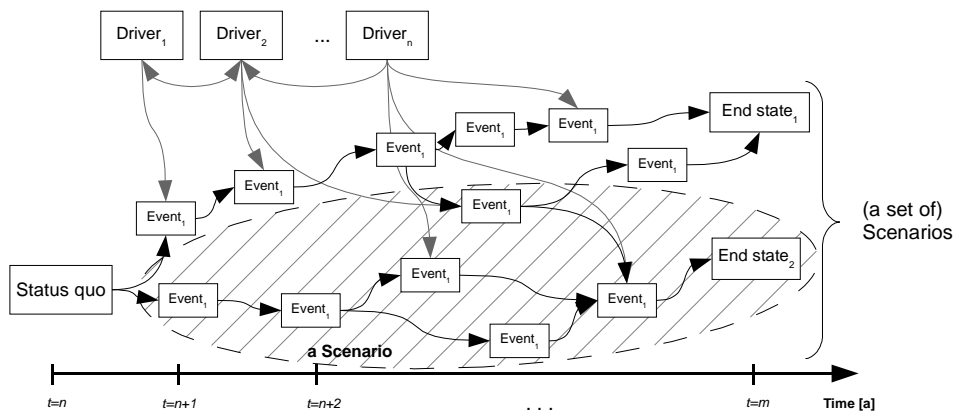 Driver₁ Driver₂ ... Driverₙ
Event₁ Event₁ End state₁
Event₁ Event₁
Event₁
Event₁ Event₁
(a set of)
Scenarios
Event₁ End state₂
Status quo Event₁ Event₁ Event₁
Event₁
a Scenario
t=n t=n+1 t=n+2 . . . t=m Time [a]